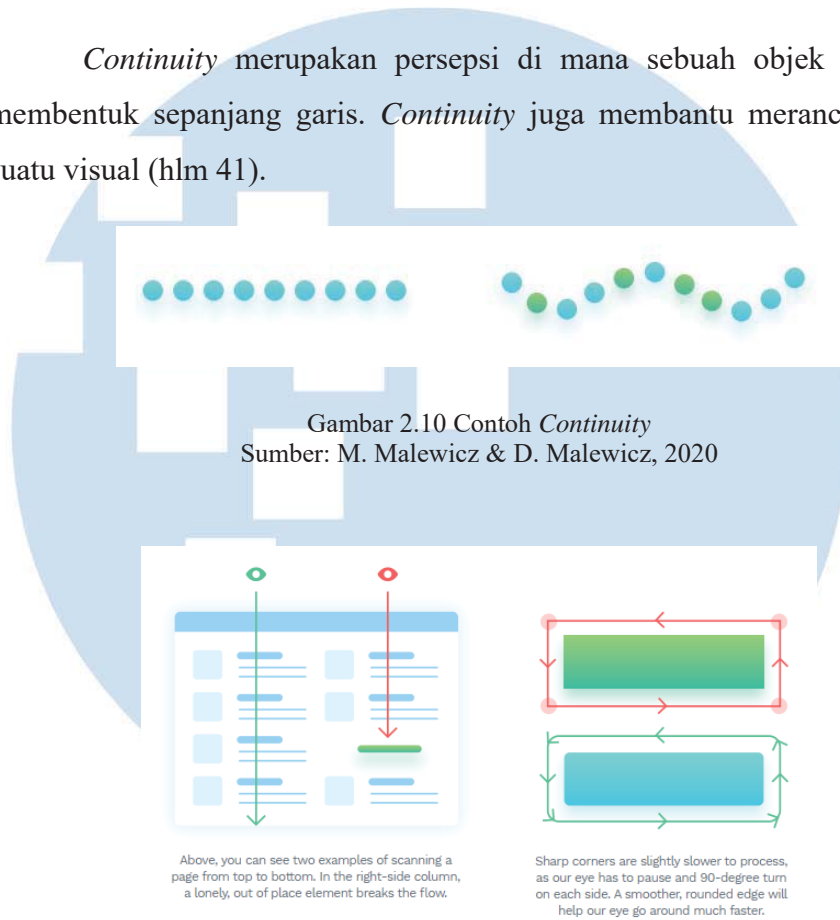 Continuity merupakan persepsi di mana sebuah objek
membentuk sepanjang garis. Continuity juga membantu meranc
suatu visual (hlm 41).
Gambar 2.10 Contoh Continuity
Sumber: M. Malewicz & D. Malewicz, 2020
Above, you can see two examples of scanning a
page from top to bottom. In the right-side column,
a lonely, out of place element breaks the flow.
Sharp corners are slightly slower to process,
as our eye has to pause and 90-degree turn
on each side. A smoother, rounded edge will
help our eye go around much faster.